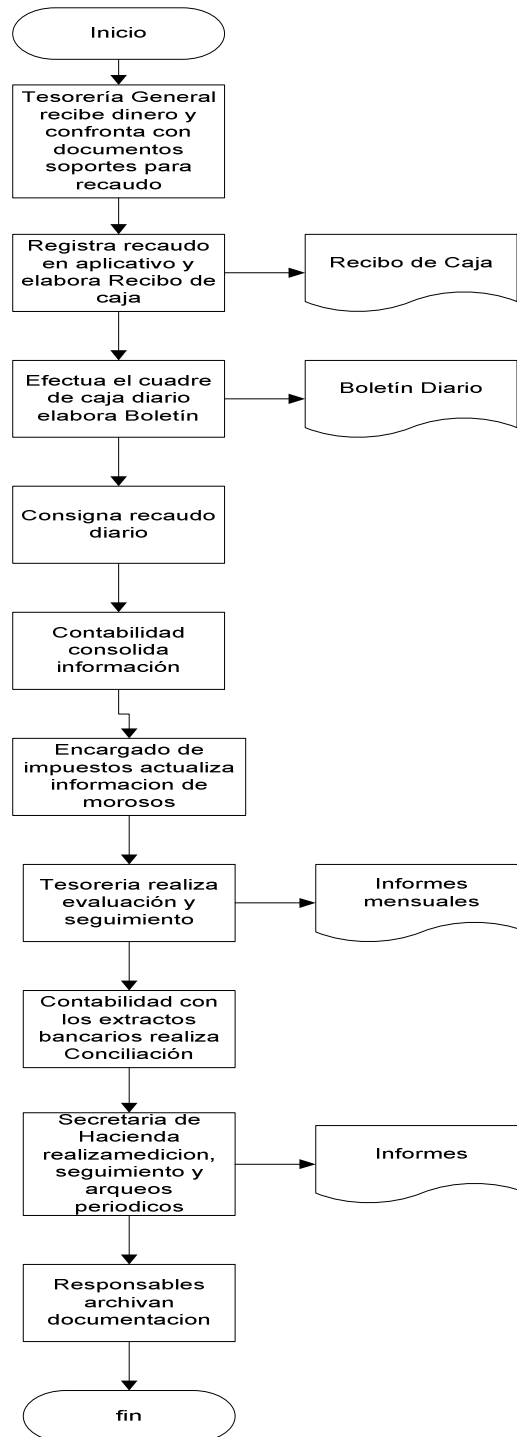 Inicio
Tesorería General
recibe dinero y
confronta con
documentos
soportes para
recaudo
Registra recaudo
en aplicativo y
elabora Recibo de
caja
Recibo de Caja
Efectua el cuadre
de caja diario
elabora Boletín
Boletín Diario
Consigna recaudo
diario
Contabilidad
consolida
información
Encargado de
impuestos actualiza
informacion de
morosos
Tesoreria realiza
evaluación y
seguimiento
Informes
mensuales
Contabilidad con
los extractos
bancarios realiza
Conciliación
Secretaria de
Hacienda
realizamedicion,
seguimiento y
arqueos
periodicos
Informes
Responsables
archivan
documentacion
fin